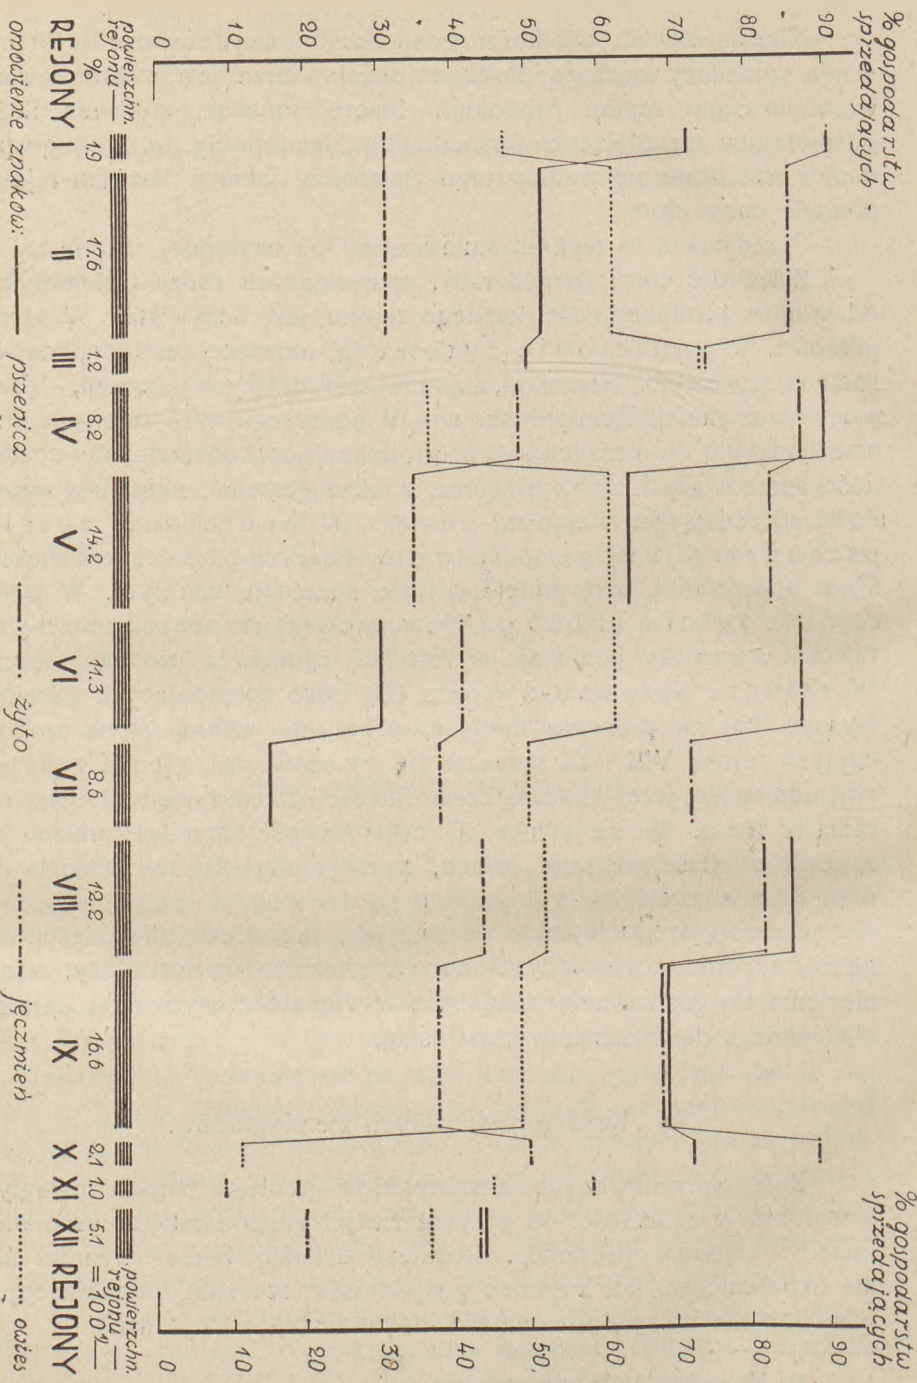 % gospodarstw
sprzedających.
% gospodarstw
sprzedających
90
80
70
60
50
40
30
20
10
0
90
80
70
60
50.
40
30
20
10
0
powierzchn.
rejonu — %
1.9 17.6 1.2 8.2 14.2 11.3 8.6 12.2 16.6 2.1 1.0 5.1
powierzchn.
rejonu —
= 100%
REJONY I II III IV V VI VII VIII IX X XI XII REJONY
omówienie znaków: pszenica żyto jęczmień owies